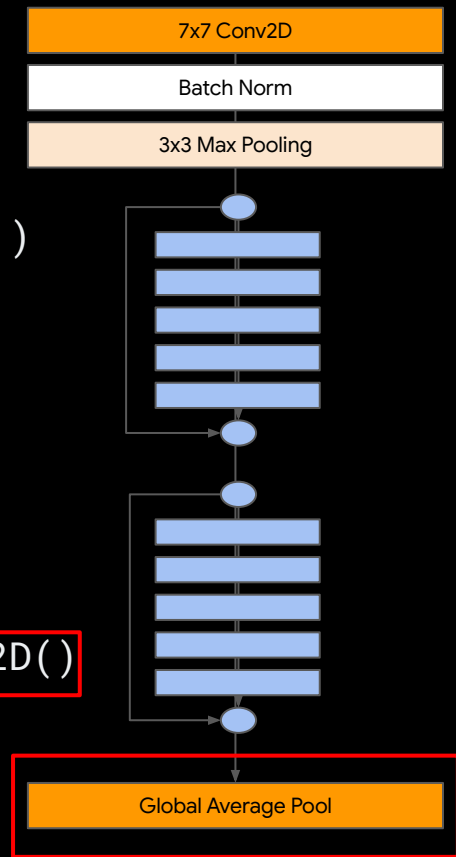 7x7 Conv2D
Batch Norm
3x3 Max Pooling
)
2D()
Global Average Pool